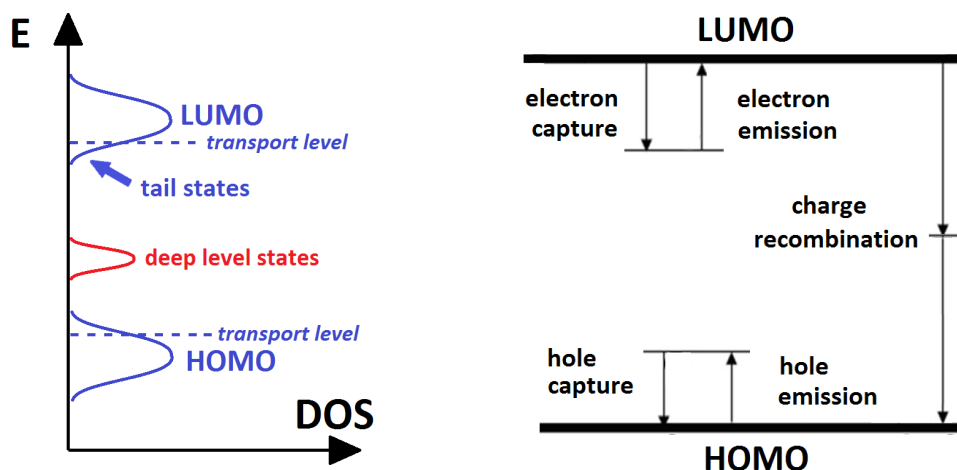 E
LUMO
transport level
tail states
deep level states
transport level
HOMO
DOS
LUMO
electron
capture
electron
emission
charge
recombination
hole
capture
hole
emission
HOMO